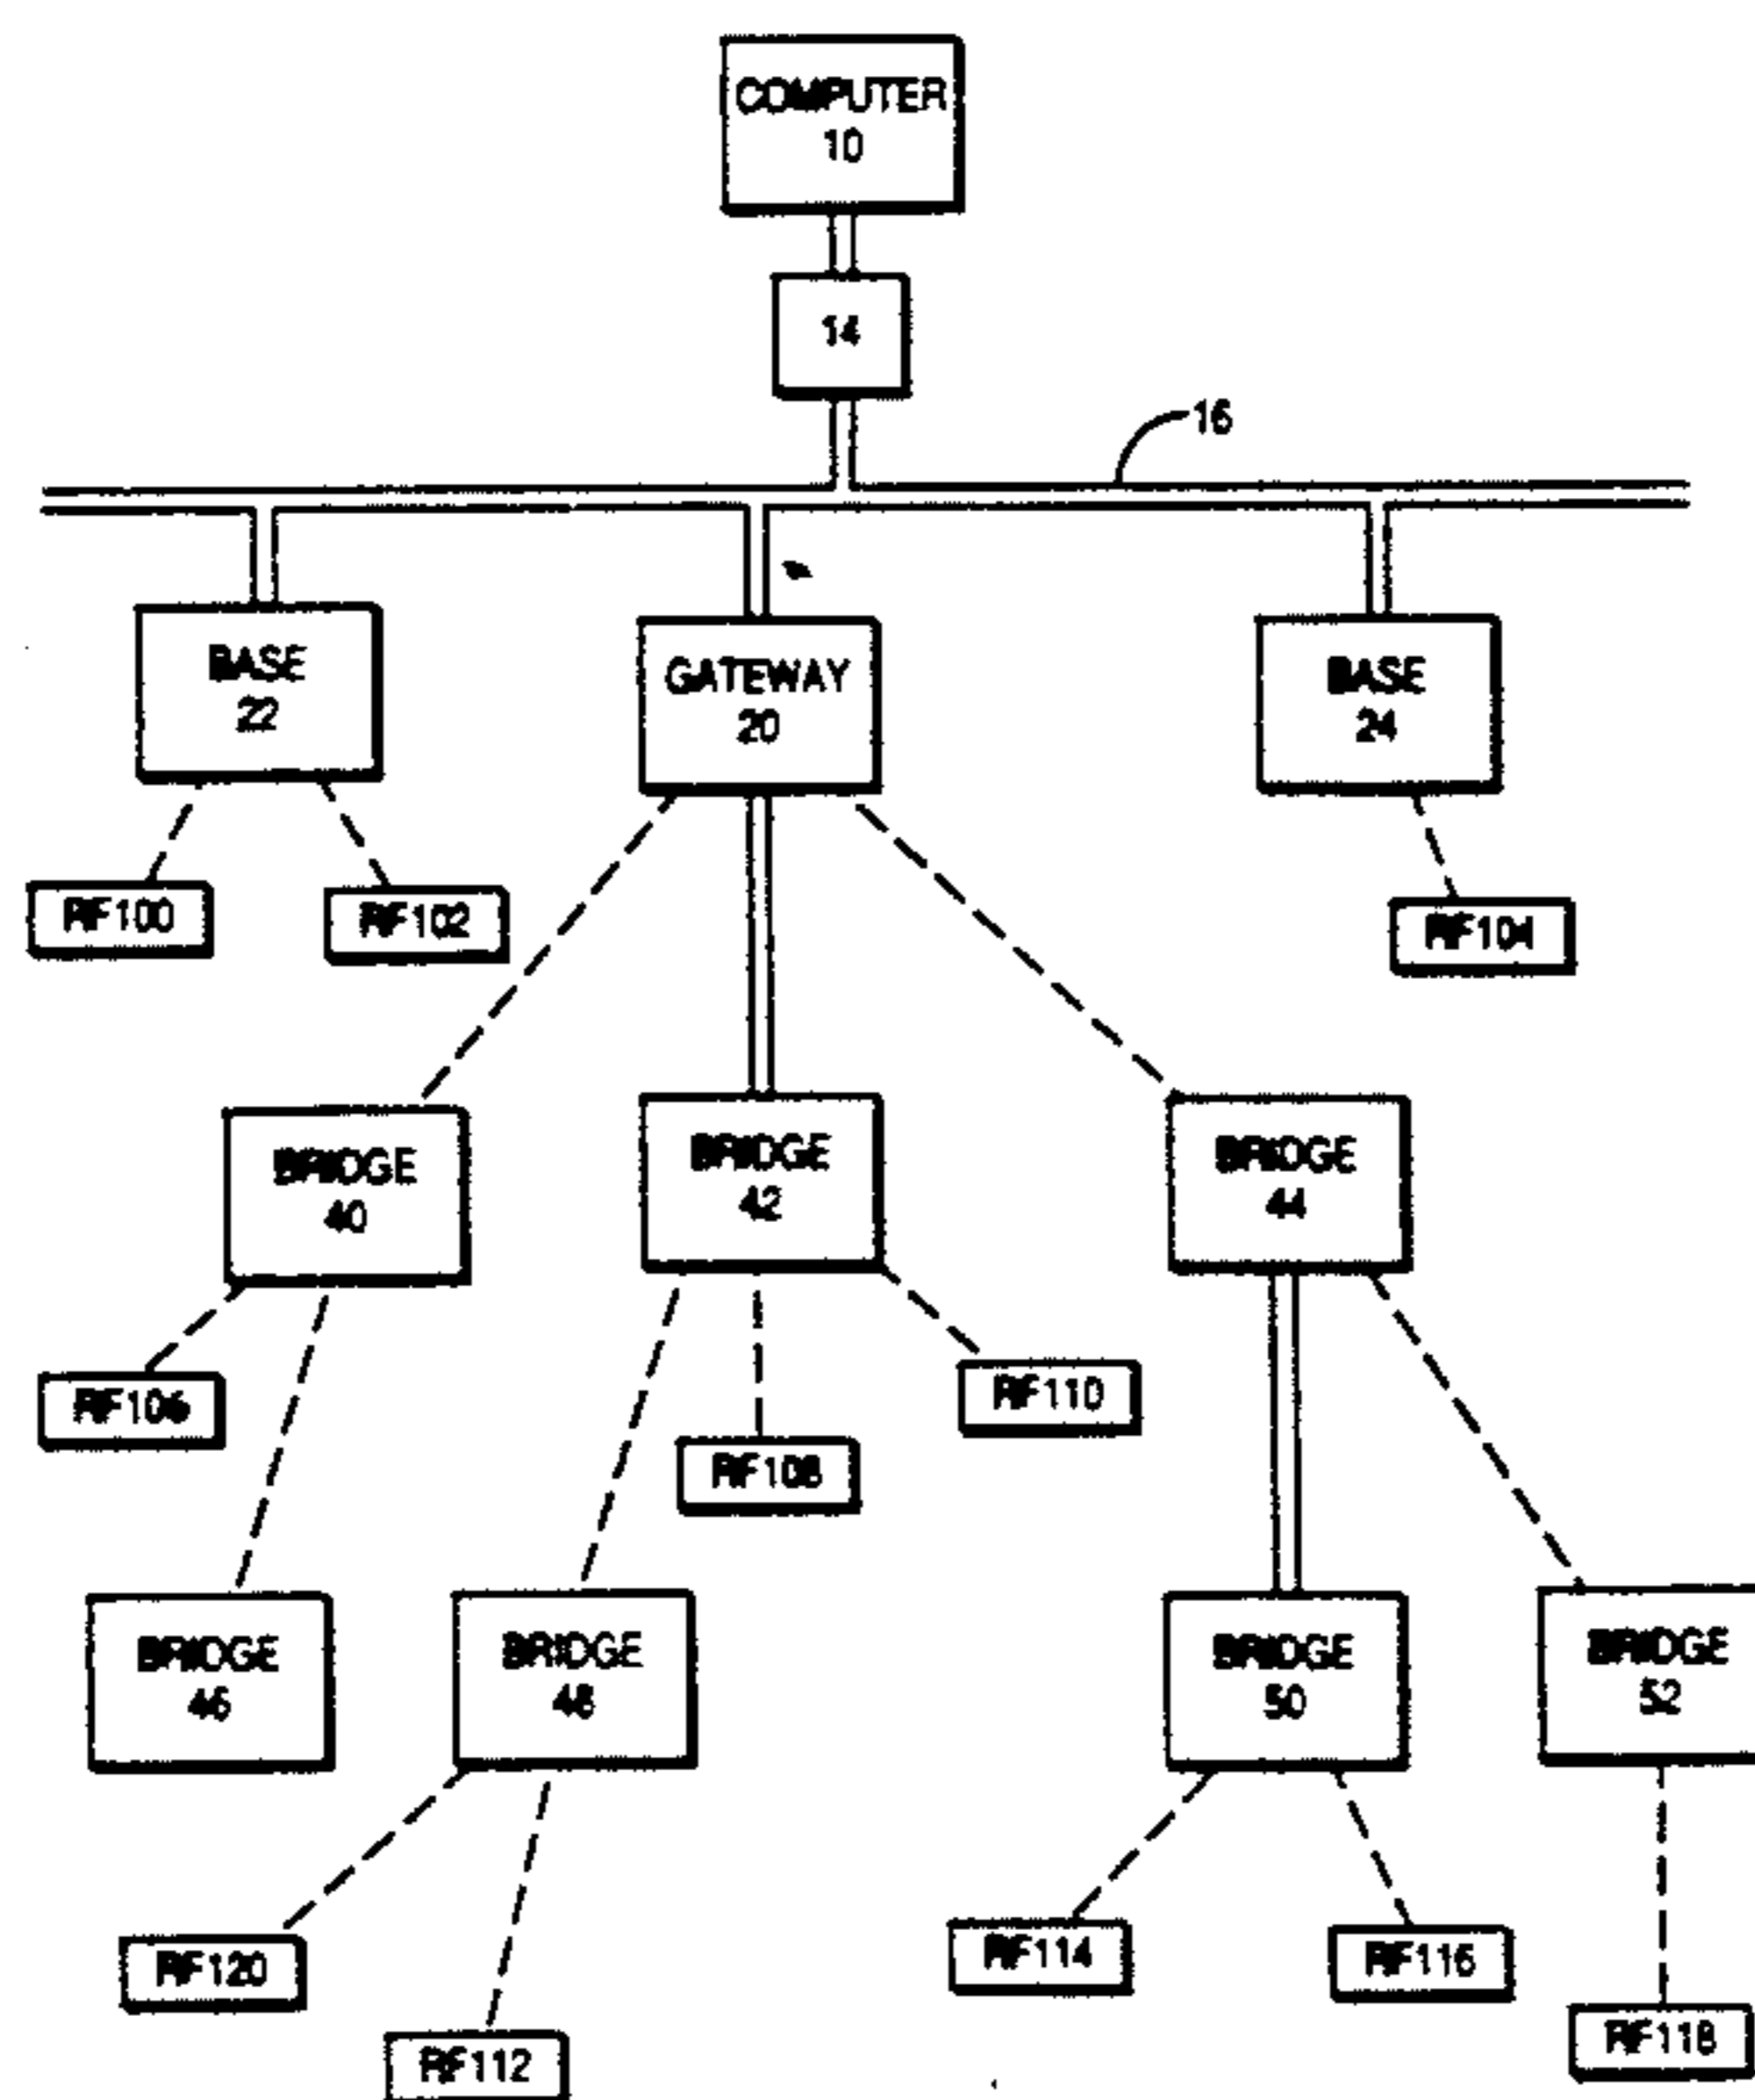 COMPUTER
10
14
16
BASE
22
GATEWAY
20
BASE
24
RF100
RF102
RF104
BRIDGE
40
BRIDGE
42
BRIDGE
44
RF106
RF110
RF108
BRIDGE
46
BRIDGE
48
BRIDGE
50
BRIDGE
52
RF120
RF114
RF116
RF112
RF118